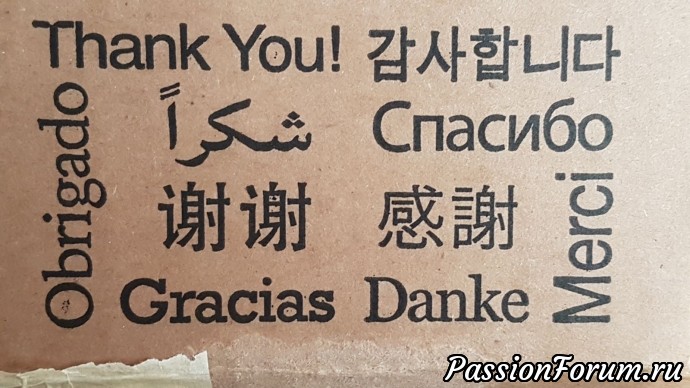 Thank You! 감사합니다
Obrigado
شكراً
Спасибо
谢谢
感謝
Merci
Gracias
Danke
PassionForum.ru